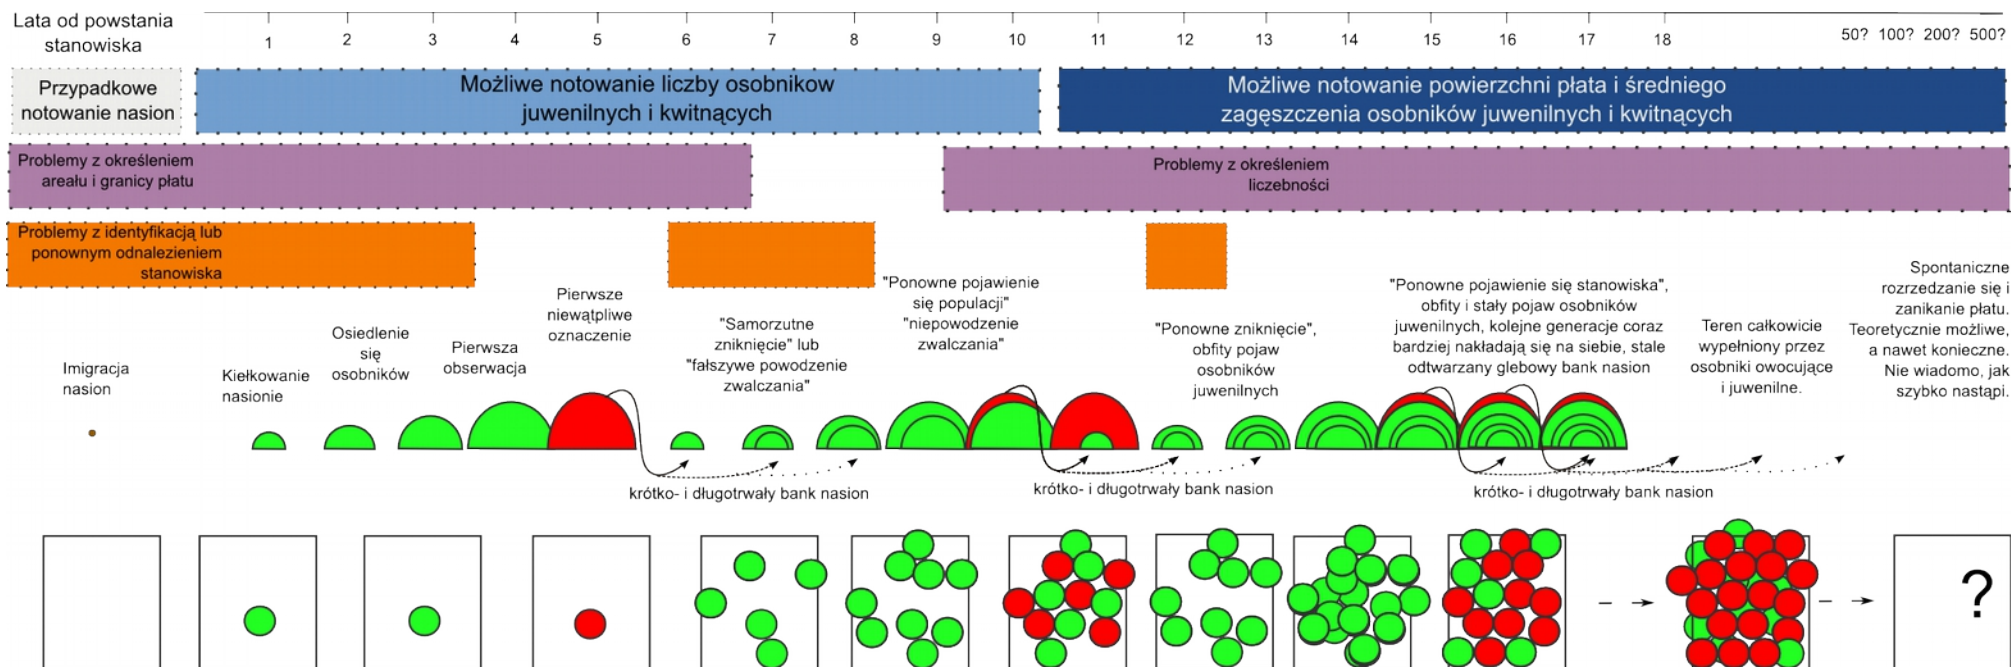 Lata od powstania
stanowiska
1 2 3 4 5 6 7 8 9 10 11 12 13 14 15 16 17 18 50? 100? 200? 500?
Przypadkowe
notowanie nasion
Możliwe notowanie liczby osobnikow
juwenilnych i kwitnących
Możliwe notowanie powierzchni płata i średniego
zagęszczenia osobników juwenilnych i kwitnących
Problemy z określeniem
areału i granicy płatu
Problemy z określeniem
liczebności
Problemy z identyfikacją lub
ponownym odnalezieniem
stanowiska
Imigracja
nasion
Kiełkowanie
nasionie
Osiedlenie
się
osobników
Pierwsza
obserwacja
Pierwsze
niewątpliwe
oznaczenie
"Samorzutne
zniknięcie" lub
"fałszywe powodzenie
zwalczania"
"Ponowne pojawienie
się populacji"
"niepowodzenie
zwalczania"
"Ponowne zniknięcie",
obfity pojaw
osobników
juwenilnych
"Ponowne pojawienie się stanowiska",
obfity i stały pojaw osobników
juwenilnych, kolejne generacje coraz
bardziej nakładają się na siebie, stale
odtwarzany glebowy bank nasion
Teren całkowicie
wypełniony przez
osobniki owocujące
i juwenilne.
Spontaniczne
rozrzedzanie się i
zanikanie płatu.
Teoretycznie możliwe,
a nawet konieczne.
Nie wiadomo, jak
szybko nastąpi.
krótko- i długotrwały bank nasion
krótko- i długotrwały bank nasion
krótko- i długotrwały bank nasion
?